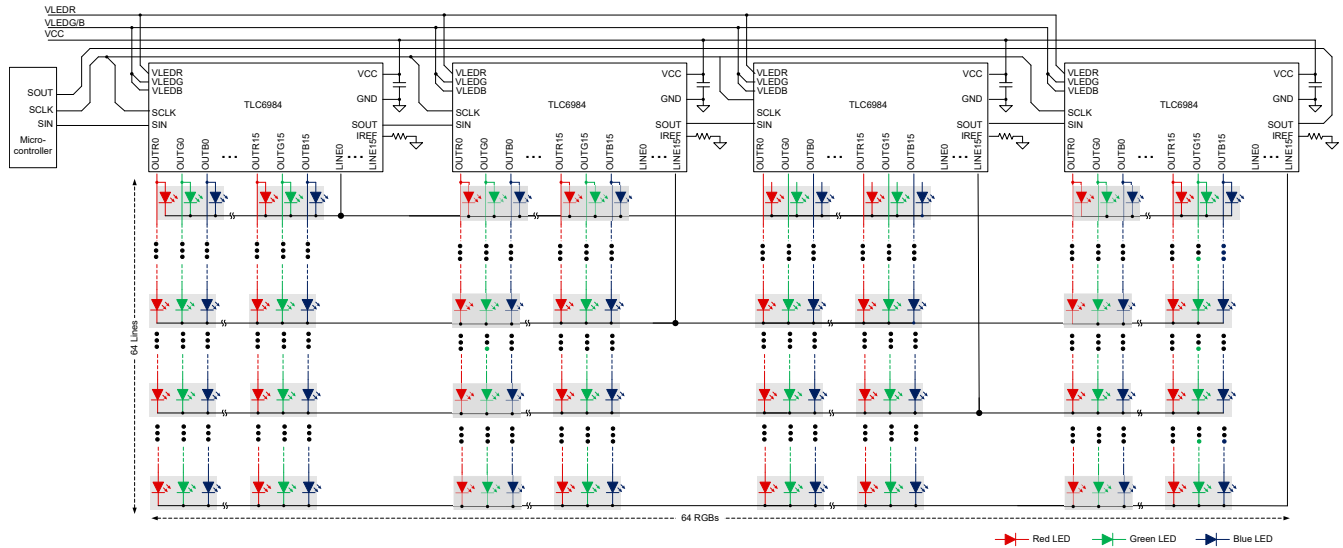 VLEDR
VLEDG/B
VCC
SOUT
SCLK
SIN
Micro-
controller
VLEDR
VLEDG
VLEDB
SCLK
SIN
TLC6984
VCC
GND
SOUT
IREF
OUTR0
OUTG0
OUTB0
...
OUTR15
OUTG15
OUTB15
LINE0
...
LINE15
VLEDR
VLEDG
VLEDB
SCLK
SIN
TLC6984
VCC
GND
SOUT
IREF
OUTR0
OUTG0
OUTB0
...
OUTR15
OUTG15
OUTB15
LINE0
...
LINE15
VLEDR
VLEDG
VLEDB
SCLK
SIN
TLC6984
VCC
GND
SOUT
IREF
OUTR0
OUTG0
OUTB0
...
OUTR15
OUTG15
OUTB15
LINE0
...
LINE15
VLEDR
VLEDG
VLEDB
SCLK
SIN
TLC6984
VCC
GND
SOUT
IREF
OUTR0
OUTG0
OUTB0
...
OUTR15
OUTG15
OUTB15
LINE0
...
LINE15
64 Lines
64 RGBs
Red LED
Green LED
Blue LED